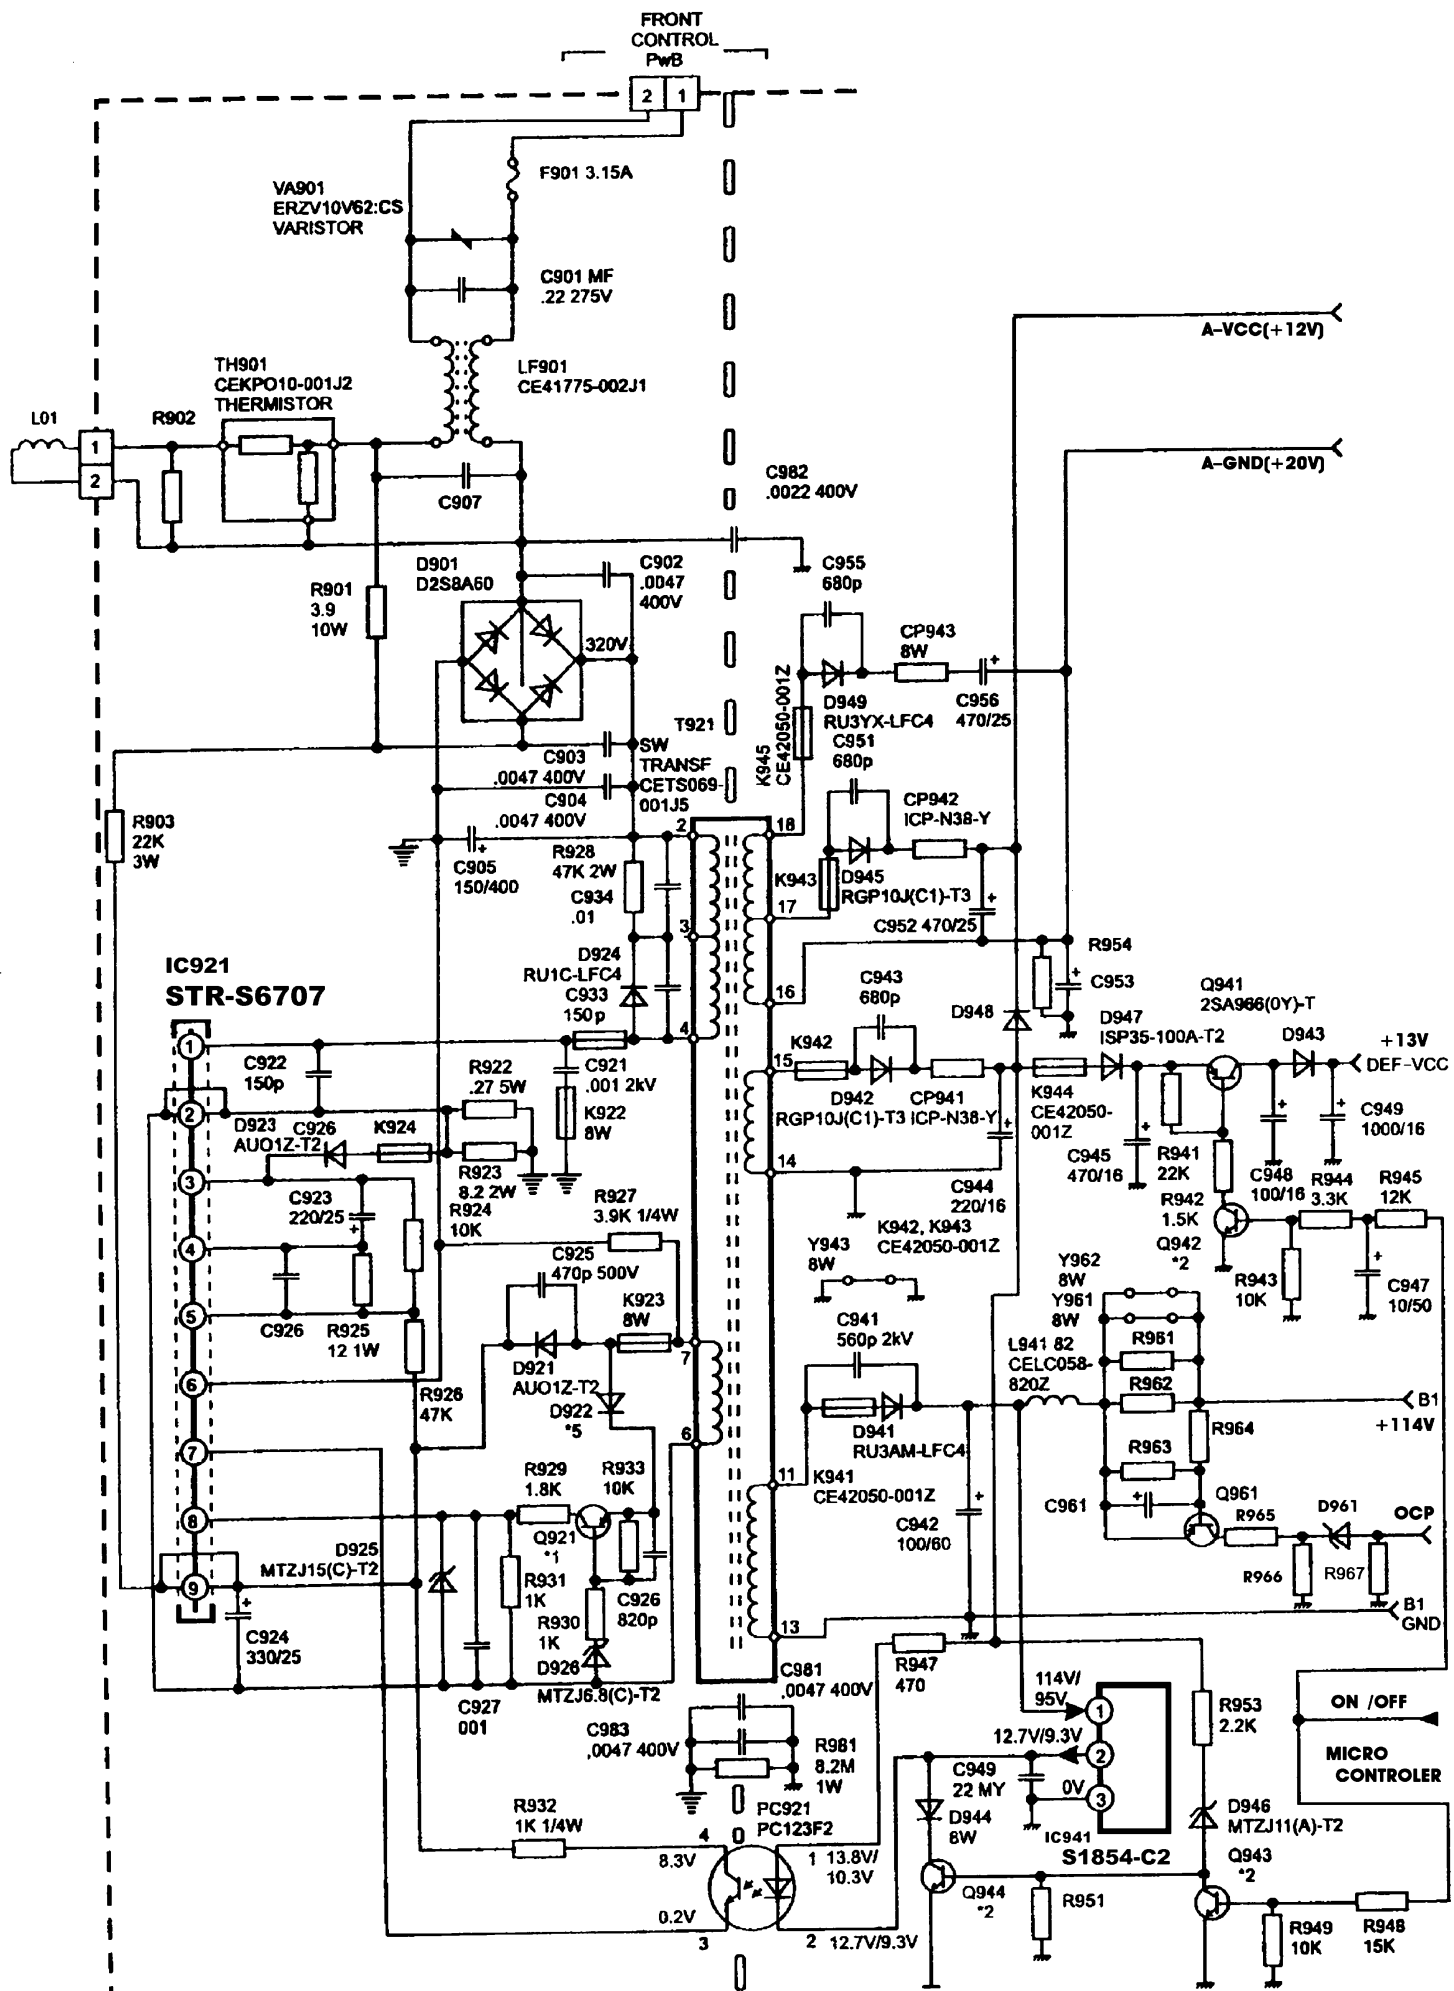 FRONT
CONTROL
PwB
2 1
F901 3.15A
VA901
ERZV10V62:CS
VARISTOR
C901 MF
.22 275V
A-VCC(+12V)
TH901
CEKPO10-001J2
THERMISTOR
LF901
CE41775-002J1
L01
R902
1
2
A-GND(+20V)
C907
C982
.0022 400V
D901
D2S8A60
C902
.0047
400V
C955
680p
R901
3.9
10W
320V
CP943
8W
K945
CE42050-001Z
D949
RU3YX-LFC4
C956
470/25
T921
SW
TRANSF
CETS069-
001J5
C903
.0047 400V
C904
.0047 400V
C951
680p
CP942
ICP-N38-Y
R903
22K
3W
C905
150/400
R928
47K 2W
C934
.01
2
18
K943
D945
RGP10J(C1)-T3
17
C952 470/25
3
D924
RU1C-LFC4
C933
150p
R954
C953
IC921
STR-S6707
16
C943
680p
D948
Q941
2SA966(0Y)-T
D947
ISP35-100A-T2
D943
+13V
DEF-VCC
4
1
C922
150p
R922
.27 5W
C921
.001 2kV
K922
8W
15
K942
D942
RGP10J(C1)-T3
CP941
ICP-N38-Y
K944
CE42050-
001Z
C949
1000/16
2
D923
AUO1Z-T2
C926
K924
R923
8.2 2W
14
C945
470/16
R941
22K
C948
100/16
R944
3.3K
R945
12K
3
C923
220/25
R924
10K
R927
3.9K 1/4W
C944
220/16
R942
1.5K
K942, K943
CE42050-001Z
Y943
8W
4
C925
470p 500V
Y962
8W
Y961
8W
Q942
*2
R943
10K
C947
10/50
5
C926
R925
12 1W
K923
8W
C941
560p 2kV
L941 82
CELC058-
820Z
R961
R962
7
D921
AUO1Z-T2
D922
*5
6
R926
47K
D941
RU3AM-LFC4
B1
+114V
R964
R963
7
6
R929
1.8K
R933
10K
11
K941
CE42050-001Z
C961
Q961
R965
D961
OCP
8
Q921
*1
C942
100/60
D925
MTZJ15(C)-T2
R931
1K
C926
820p
R966
R967
9
R930
1K
B1
GND
C924
330/25
13
D926
MTZJ6.8(C)-T2
C981
.0047 400V
R947
470
C927
001
114V/
95V
1
R953
2.2K
ON /OFF
C983
,0047 400V
R981
8.2M
1W
12.7V/9.3V
2
C949
22 MY
0V
3
MICRO
CONTROLER
R932
1K 1/4W
PC921
PC123F2
D944
8W
IC941
S1854-C2
D946
MTZJ11(A)-T2
4
8.3V
1
13.8V/
10.3V
Q943
*2
Q944
*2
R951
0.2V
3
2
12.7V/9.3V
R949
10K
R948
15K